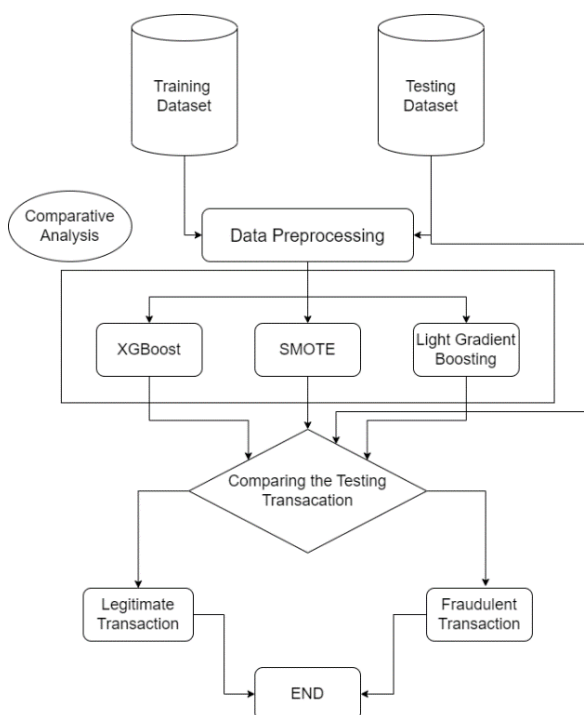 Training
Dataset
Testing
Dataset
Comparative
Analysis
Data Preprocessing
XGBoost
SMOTE
Light Gradient
Boosting
Comparing the Testing
Transacation
Legitimate
Transaction
Fraudulent
Transaction
END